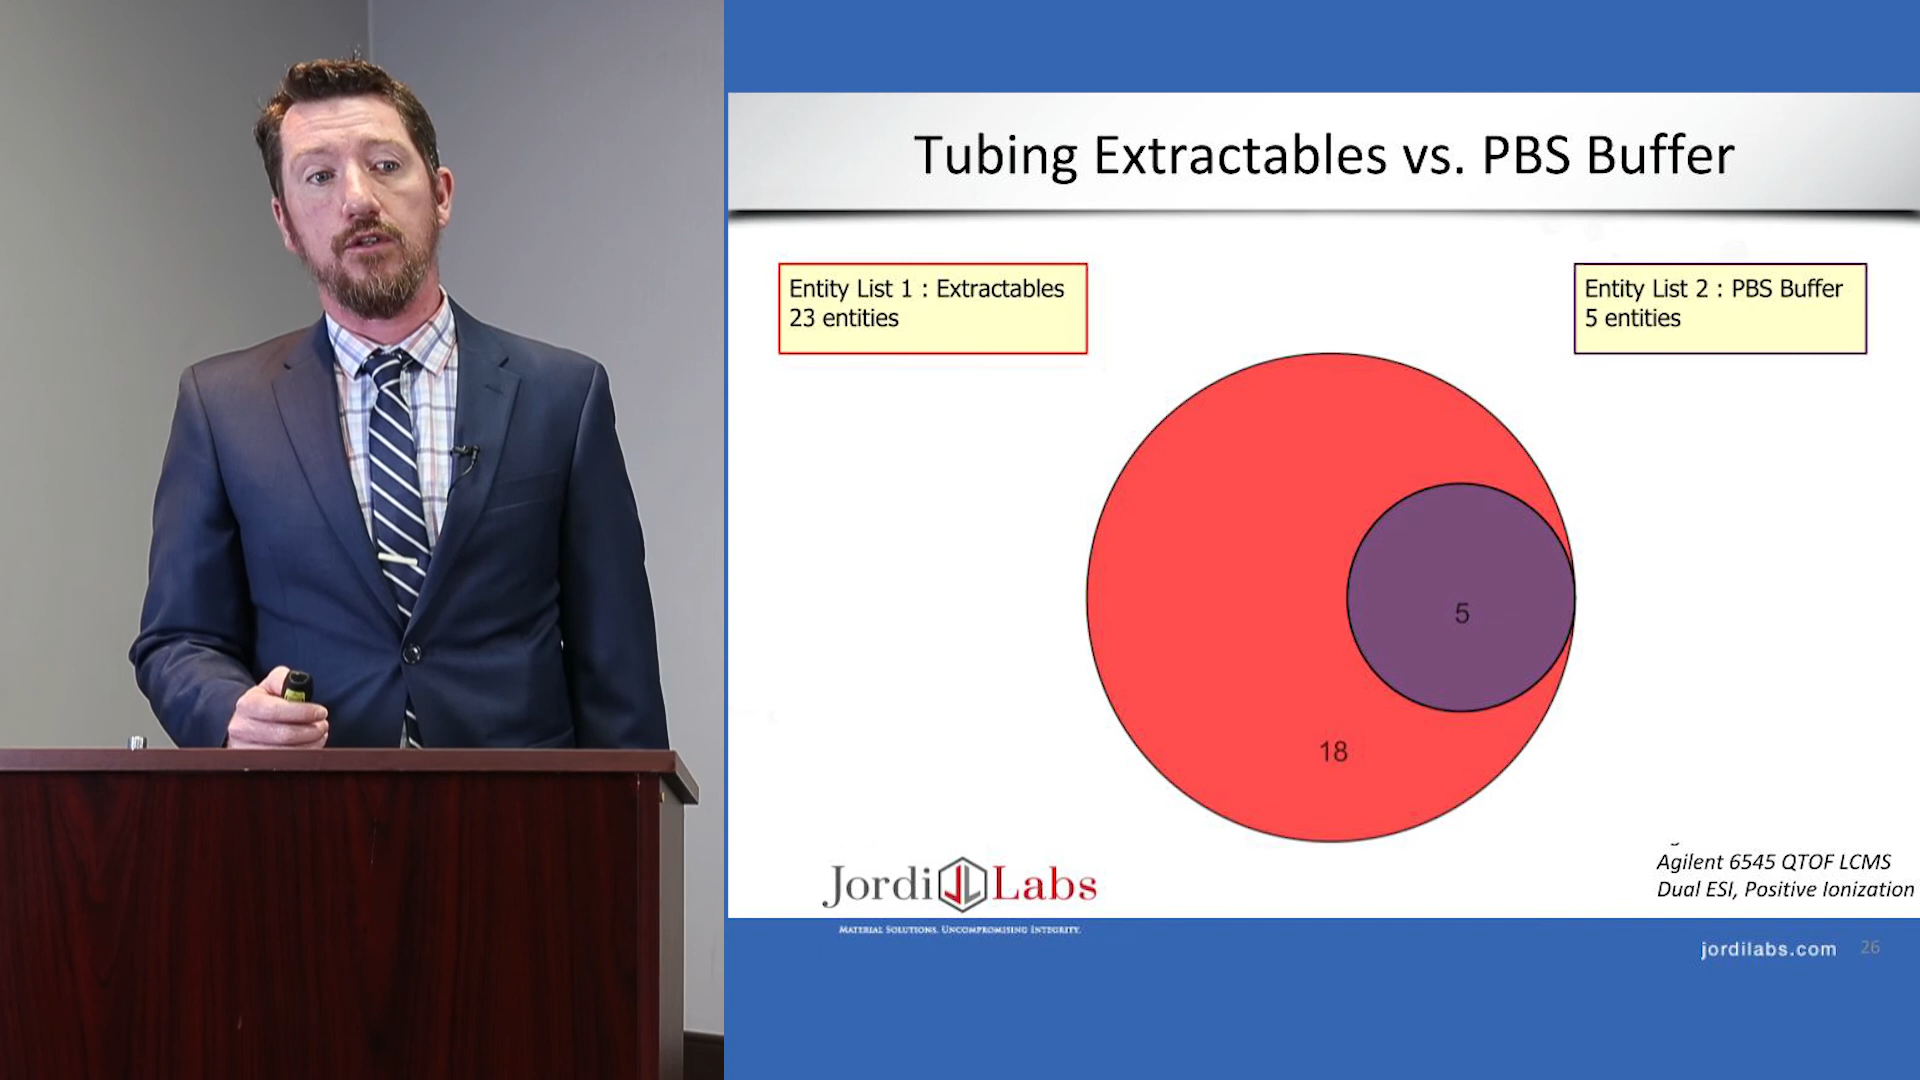 Tubing Extractables vs. PBS Buffer
Entity List 1 : Extractables
23 entities
Entity List 2 : PBS Buffer
5 entities
5
18
Agilent 6545 QTOF LCMS
Dual ESI, Positive Ionization
Jordi JL Labs
MATERIAL SOLUTIONS. UNCOMPROMISING INTEGRITY.
jordilabs.com 26